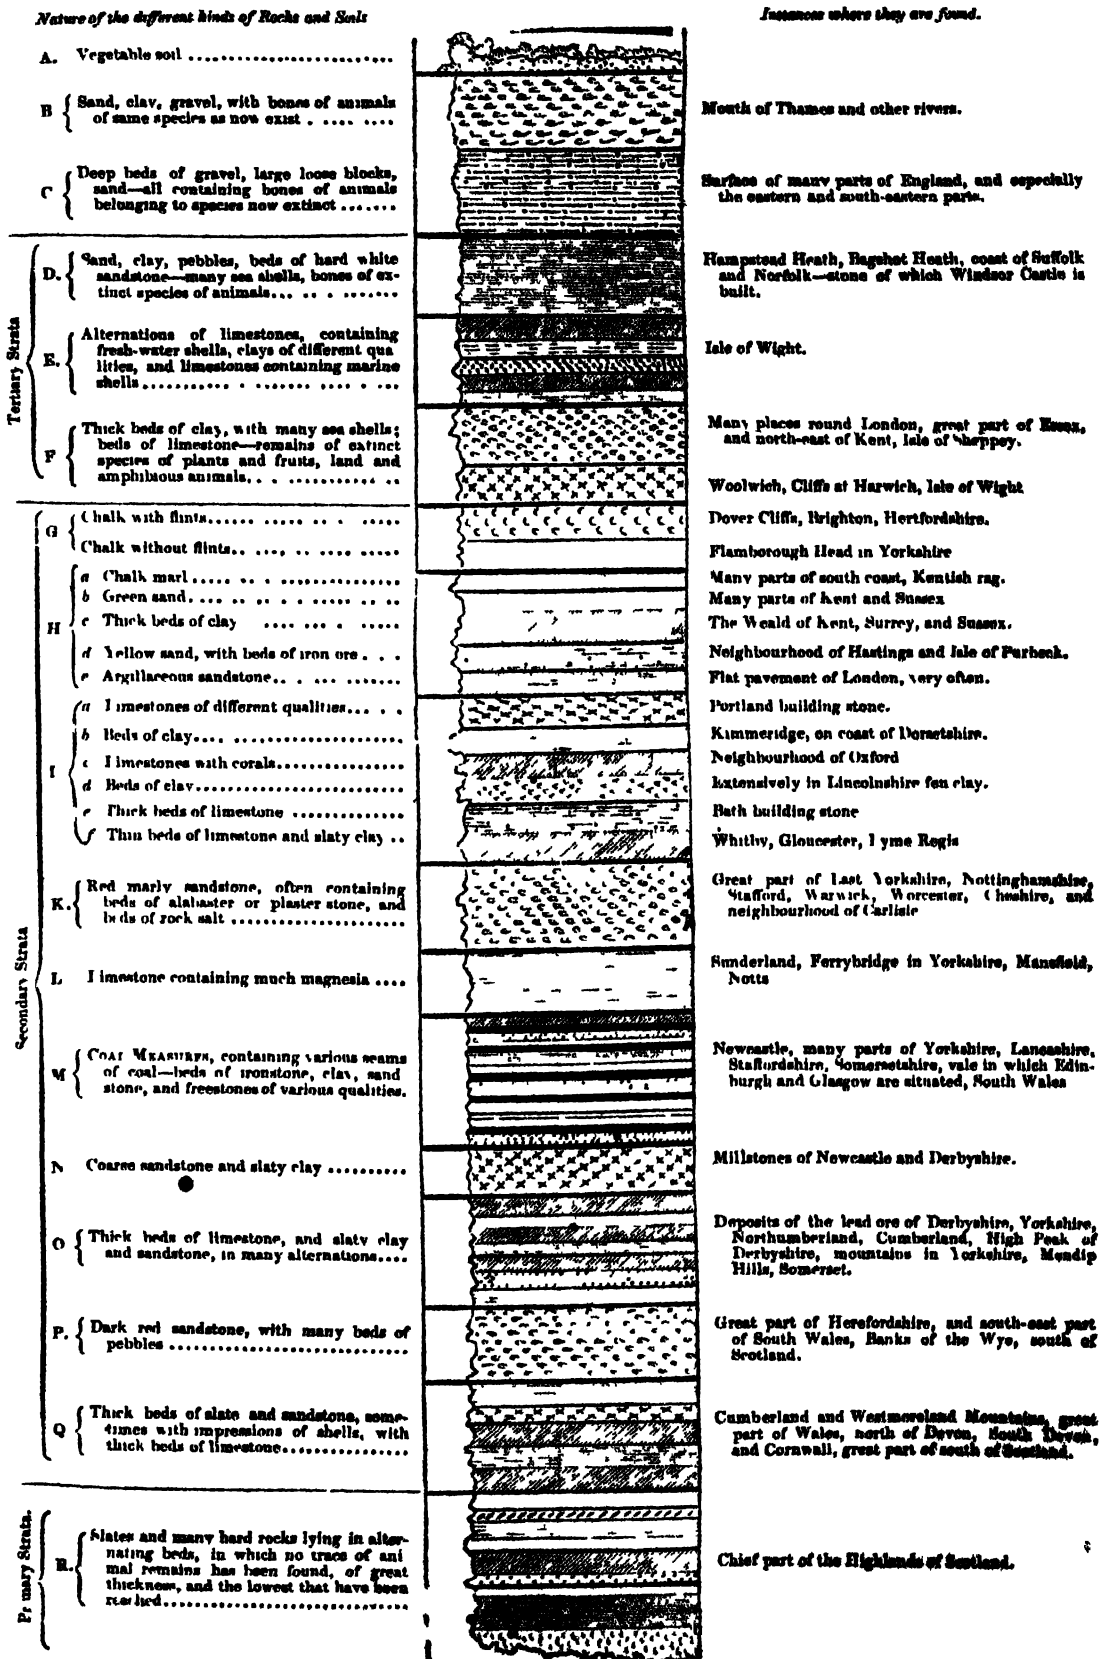 Nature of the different kinds of Rocks and Soils
Instances where they are found.
A. Vegetable soil
B Sand, clay, gravel, with bones of animals
of same species as now exist
Mouth of Thames and other rivers.
C Deep beds of gravel, large loose blocks,
sand—all containing bones of animals
belonging to species now extinct
Surface of many parts of England, and especially
the eastern and south-eastern parts.
Tertiary Strata
D. Sand, clay, pebbles, beds of hard white
sandstone—many sea shells, bones of ex-
tinct species of animals
Hampstead Heath, Bagshot Heath, coast of Suffolk
and Norfolk—stone of which Windsor Castle is
built.
E. Alternations of limestones, containing
fresh-water shells, clays of different qua
lities, and limestones containing marine
shells
Isle of Wight.
F Thick beds of clay, with many sea shells;
beds of limestone—remains of extinct
species of plants and fruits, land and
amphibious animals
Many places round London, great part of Essex,
and north-east of Kent, Isle of Sheppey.
Woolwich, Cliffs at Harwich, Isle of Wight
Secondary Strata
G Chalk with flints
Dover Cliffs, Brighton, Hertfordshire.
Chalk without flints
Flamborough Head in Yorkshire
H a Chalk marl
Many parts of south coast, Kentish rag.
b Green sand
Many parts of Kent and Sussex
c Thick beds of clay
The Weald of Kent, Surrey, and Sussex.
d Yellow sand, with beds of iron ore
Neighbourhood of Hastings and Isle of Purbeck.
e Argillaceous sandstone
Flat pavement of London, very often.
I a Limestones of different qualities
Portland building stone.
b Beds of clay
Kimmeridge, on coast of Dorsetshire.
c Limestones with corals
Neighbourhood of Oxford
d Beds of clay
Extensively in Lincolnshire fen clay.
e Thick beds of limestone
Bath building stone
f Thin beds of limestone and slaty clay
Whitby, Gloucester, Lyme Regis
K. Red marly sandstone, often containing
beds of alabaster or plaster stone, and
beds of rock salt
Great part of East Yorkshire, Nottinghamshire,
Stafford, Warwick, Worcester, Cheshire, and
neighbourhood of Carlisle
L Limestone containing much magnesia
Sunderland, Ferrybridge in Yorkshire, Mansfield,
Notts
M COAL MEASURES, containing various seams
of coal—beds of ironstone, clay, sand
stone, and freestones of various qualities.
Newcastle, many parts of Yorkshire, Lancashire,
Staffordshire, Somersetshire, vale in which Edin-
burgh and Glasgow are situated, South Wales
N Coarse sandstone and slaty clay
Millstones of Newcastle and Derbyshire.
O Thick beds of limestone, and slaty clay
and sandstone, in many alternations
Deposits of the lead ore of Derbyshire, Yorkshire,
Northumberland, Cumberland, High Peak of
Derbyshire, mountains in Yorkshire, Mendip
Hills, Somerset.
P. Dark red sandstone, with many beds of
pebbles
Great part of Herefordshire, and south-east part
of South Wales, Banks of the Wye, south of
Scotland.
Q Thick beds of slate and sandstone, some-
times with impressions of shells, with
thick beds of limestone
Cumberland and Westmoreland Mountains, great
part of Wales, north of Devon, South Devon,
and Cornwall, great part of south of Scotland.
Primary Strata.
R. Slates and many hard rocks lying in alter-
nating beds, in which no trace of ani
mal remains has been found, of great
thickness, and the lowest that have been
reached
Chief part of the Highlands of Scotland.